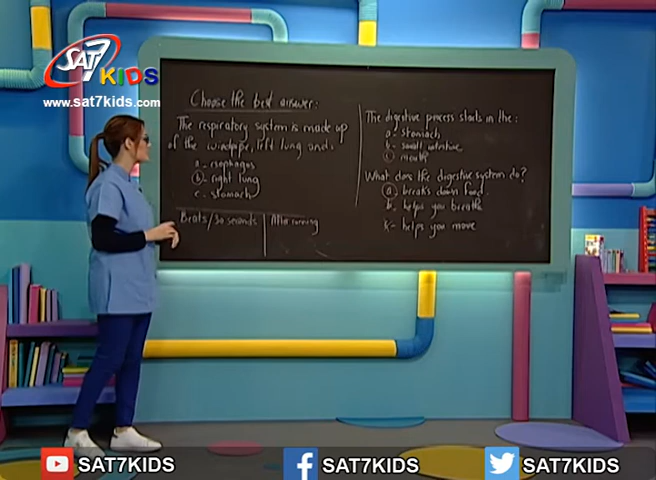 SAT7
KIDS
www.sat7kids.com
Choose the best answer:
The respiratory system is made up
of the windpipe, left lung and:
a- esophagus
b- right lung
c- stomach
Beats/30 seconds
After running
The digestive process starts in the:
a- stomach
b- small intestine
c- mouth
What does the digestive system do?
a- breaks down food.
b- helps you breathe
c- helps you move
SAT7KIDS
SAT7KIDS
SAT7KIDS